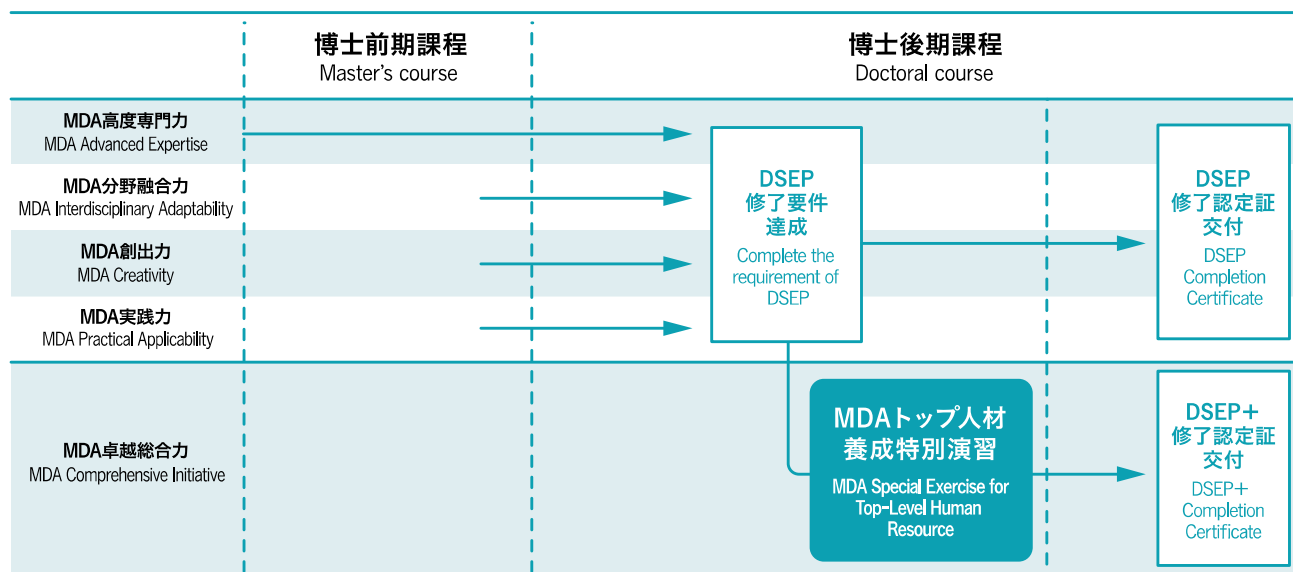 博士前期課程
Master's course
博士後期課程
Doctoral course
MDA高度専門力
MDA Advanced Expertise
MDA分野融合力
MDA Interdisciplinary Adaptability
MDA創出力
MDA Creativity
MDA実践力
MDA Practical Applicability
DSEP
修了要件
達成
Complete the
requirement of
DSEP
DSEP
修了認定証
交付
DSEP
Completion
Certificate
MDA卓越総合力
MDA Comprehensive Initiative
MDAトップ人材
養成特別演習
MDA Special Exercise for
Top-Level Human
Resource
DSEP+
修了認定証
交付
DSEP+
Completion
Certificate